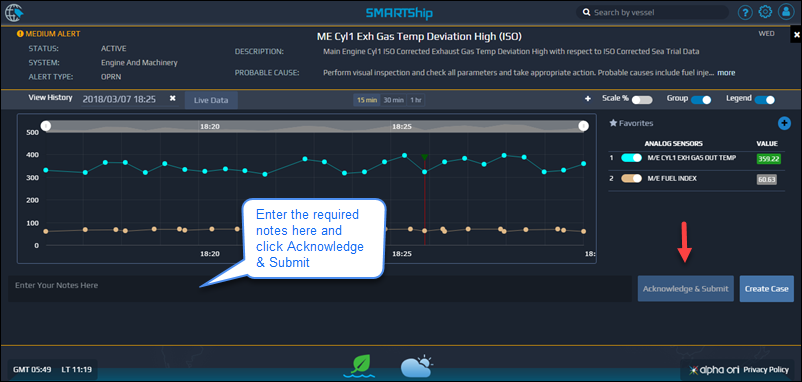 SMARTShip
Search by vessel
MEDIUM ALERT
ME Cyl1 Exh Gas Temp Deviation High (ISO)
WED
STATUS: ACTIVE
SYSTEM: Engine And Machinery
ALERT TYPE: OPRN
DESCRIPTION: Main Engine Cyl1 ISO Corrected Exhaust Gas Temp Deviation High with respect to ISO Corrected Sea Trial Data
PROBABLE CAUSE: Perform visual inspection and check all parameters and take appropriate action. Probable causes include fuel inje... more
View History 2018/03/07 18:25 Live Data 15 min 30 min 1 hr Scale % Group Legend
18:20 18:25
500
400
300
200
100
0
18:20 18:25 18:
Favorites
ANALOG SENSORS VALUE
1 M/E CYL1 EXH GAS OUT TEMP 359.22
2 M/E FUEL INDEX 60.63
Enter the required
notes here and
click Acknowledge
& Submit
Enter Your Notes Here
Acknowledge & Submit Create Case
GMT 05:49 LT 11:19
alpha ori Privacy Policy